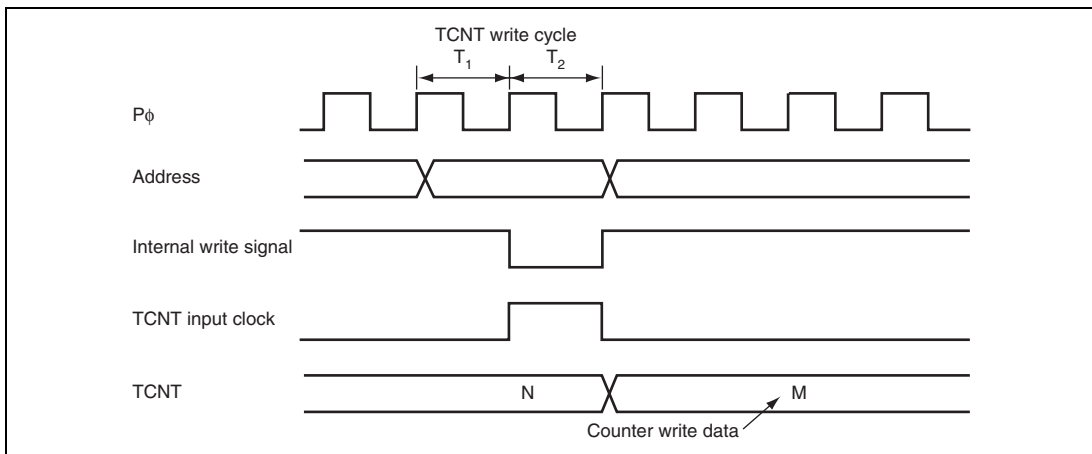 TCNT write cycle
T1 T2
Pϕ
Address
Internal write signal
TCNT input clock
TCNT N M
Counter write data